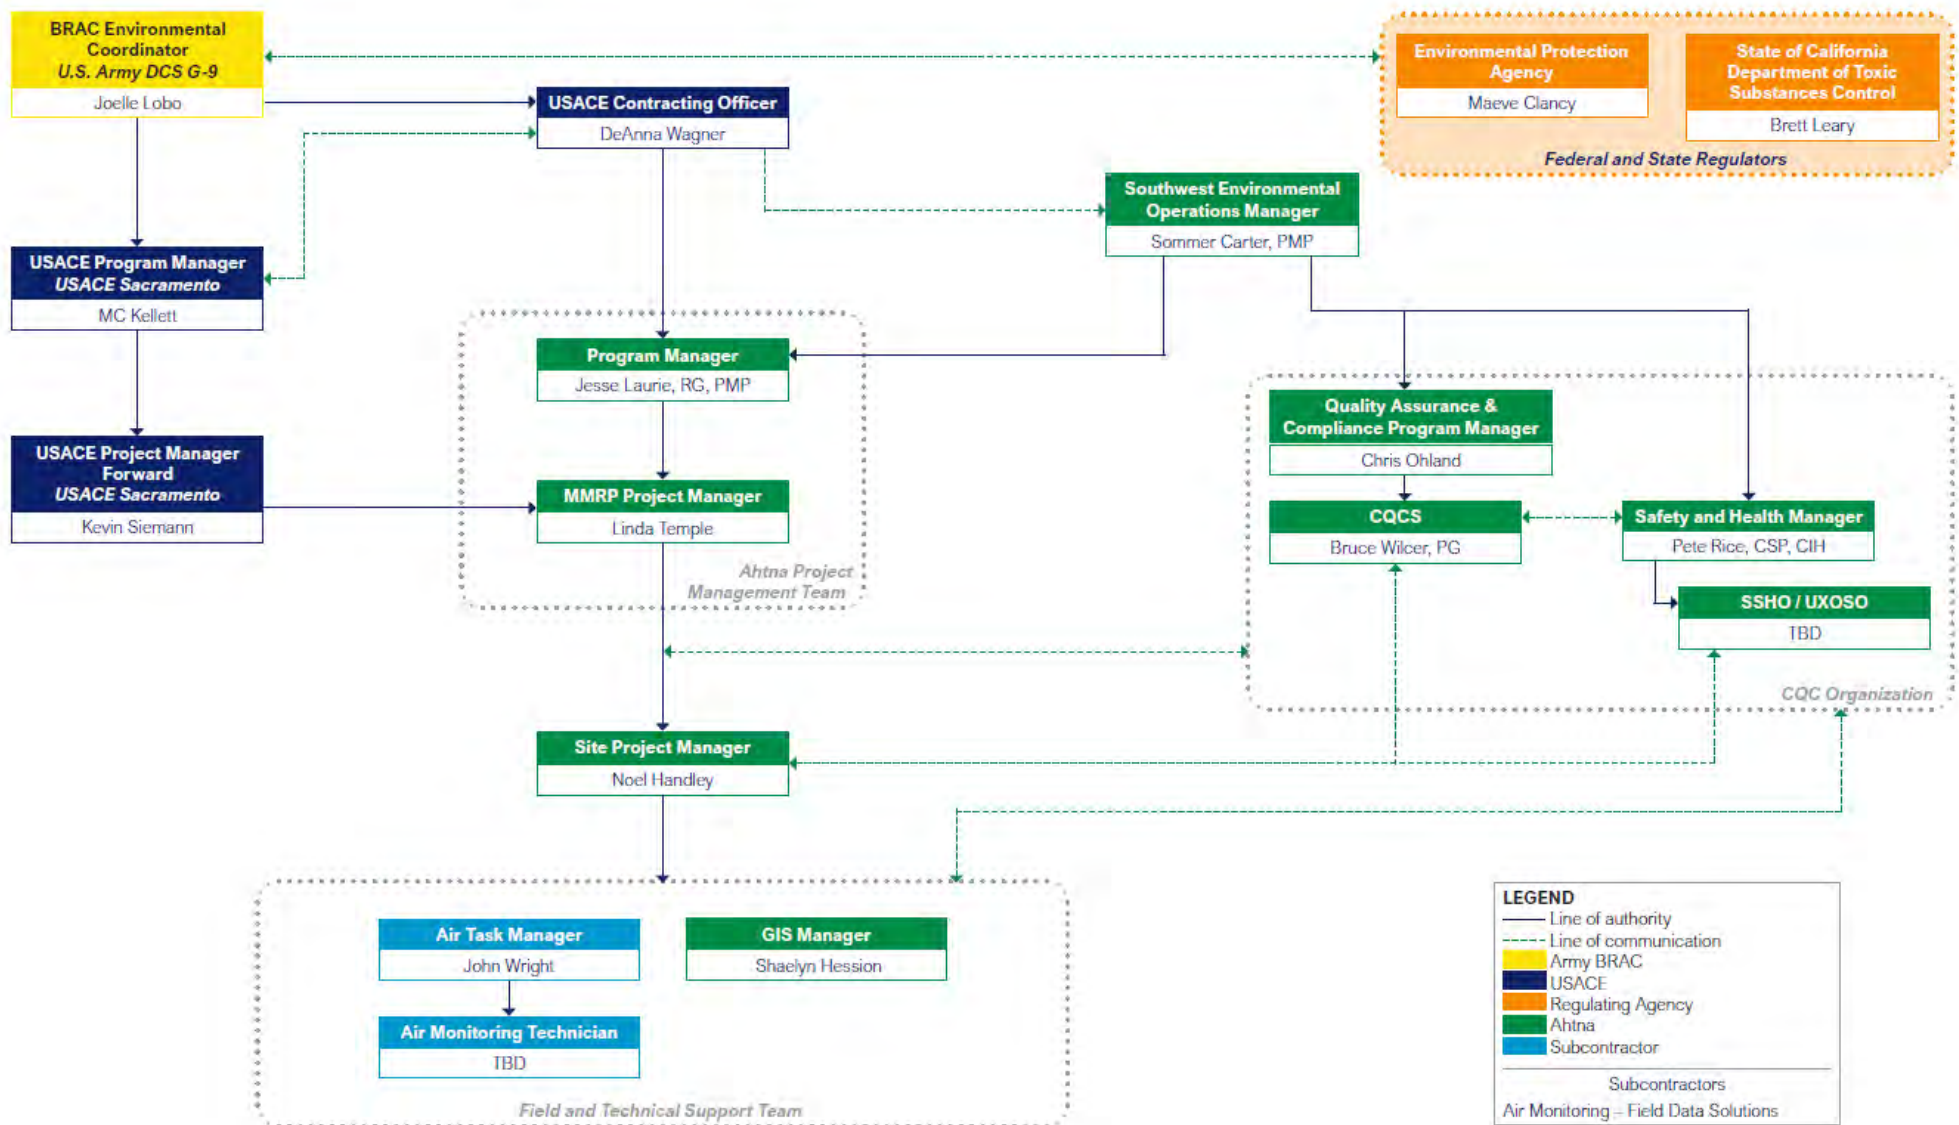 BRAC Environmental
Coordinator
U.S. Army DCS G-9
Joelle Lobo
Environmental Protection
Agency
Maeve Clancy
State of California
Department of Toxic
Substances Control
Brett Leary
Federal and State Regulators
USACE Contracting Officer
DeAnna Wagner
Southwest Environmental
Operations Manager
Sommer Carter, PMP
USACE Program Manager
USACE Sacramento
MC Kellett
Program Manager
Jesse Laurie, RG, PMP
Quality Assurance &
Compliance Program Manager
Chris Ohland
USACE Project Manager
Forward
USACE Sacramento
Kevin Siemann
MMRP Project Manager
Linda Temple
Ahtna Project
Management Team
CQCS
Bruce Wilcer, PG
Safety and Health Manager
Pete Rice, CSP, CIH
SSHO / UXOSO
TBD
CQC Organization
Site Project Manager
Noel Handley
Air Task Manager
John Wright
GIS Manager
Shaelyn Hession
Air Monitoring Technician
TBD
Field and Technical Support Team
LEGEND
Line of authority
Line of communication
Army BRAC
USACE
Regulating Agency
Ahtna
Subcontractor
Subcontractors
Air Monitoring – Field Data Solutions